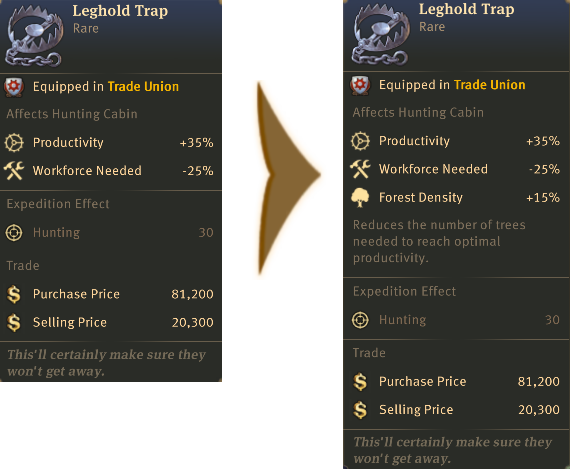 Leghold Trap
Rare
Equipped in Trade Union
Affects Hunting Cabin
Productivity +35%
Workforce Needed -25%
Expedition Effect
Hunting 30
Trade
Purchase Price 81,200
Selling Price 20,300
This'll certainly make sure they
won't get away.
Leghold Trap
Rare
Equipped in Trade Union
Affects Hunting Cabin
Productivity +35%
Workforce Needed -25%
Forest Density +15%
Reduces the number of trees
needed to reach optimal
productivity.
Expedition Effect
Hunting 30
Trade
Purchase Price 81,200
Selling Price 20,300
This'll certainly make sure they
won't get away.